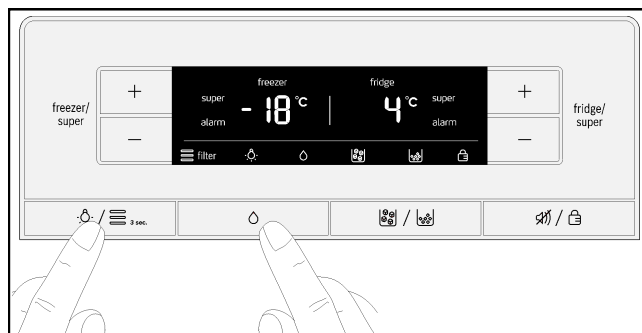 freezer/
super
+
−
freezer
super
-18°C
alarm
fridge
4°C
super
alarm
filter
+
−
fridge/
super
/
3 sec.
/
/